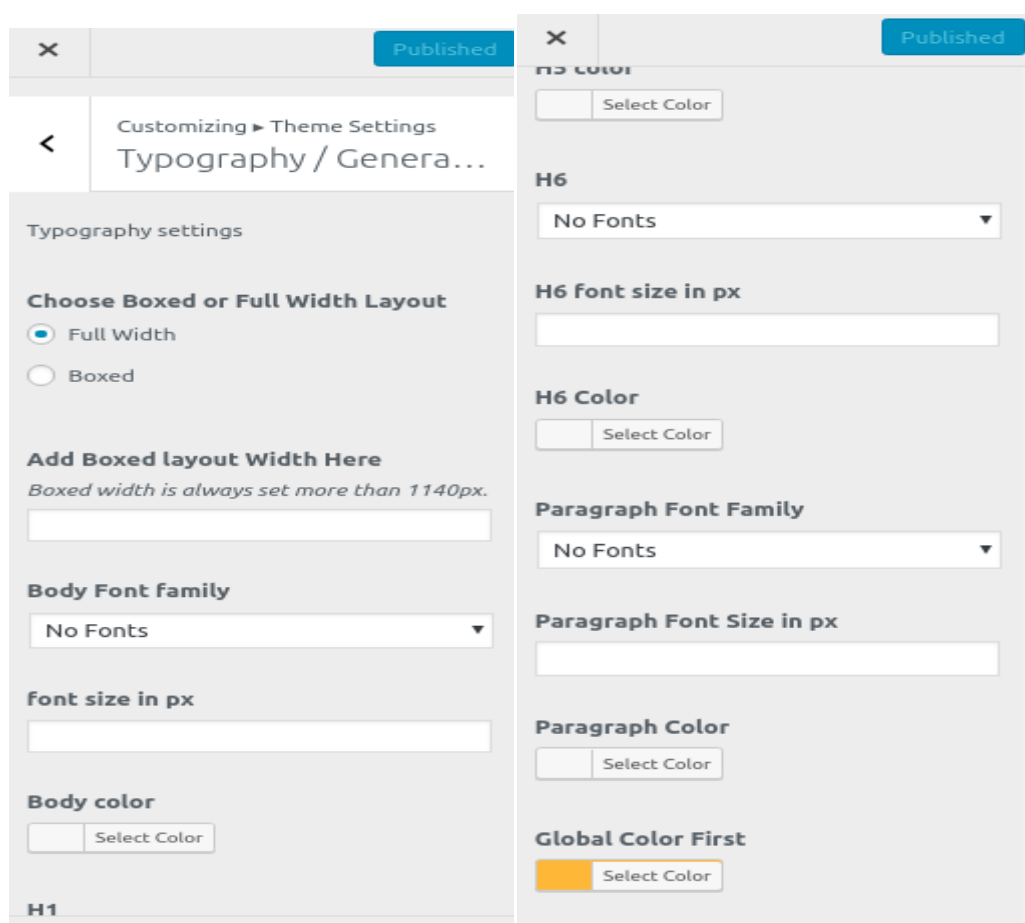 Published
Customizing ▸ Theme Settings
Typography / Genera...
Typography settings
Choose Boxed or Full Width Layout
Full Width
Boxed
Add Boxed layout Width Here
Boxed width is always set more than 1140px.
Body Font family
No Fonts
font size in px
Body color
Select Color
H1
Published
H5 color
Select Color
H6
No Fonts
H6 font size in px
H6 Color
Select Color
Paragraph Font Family
No Fonts
Paragraph Font Size in px
Paragraph Color
Select Color
Global Color First
Select Color